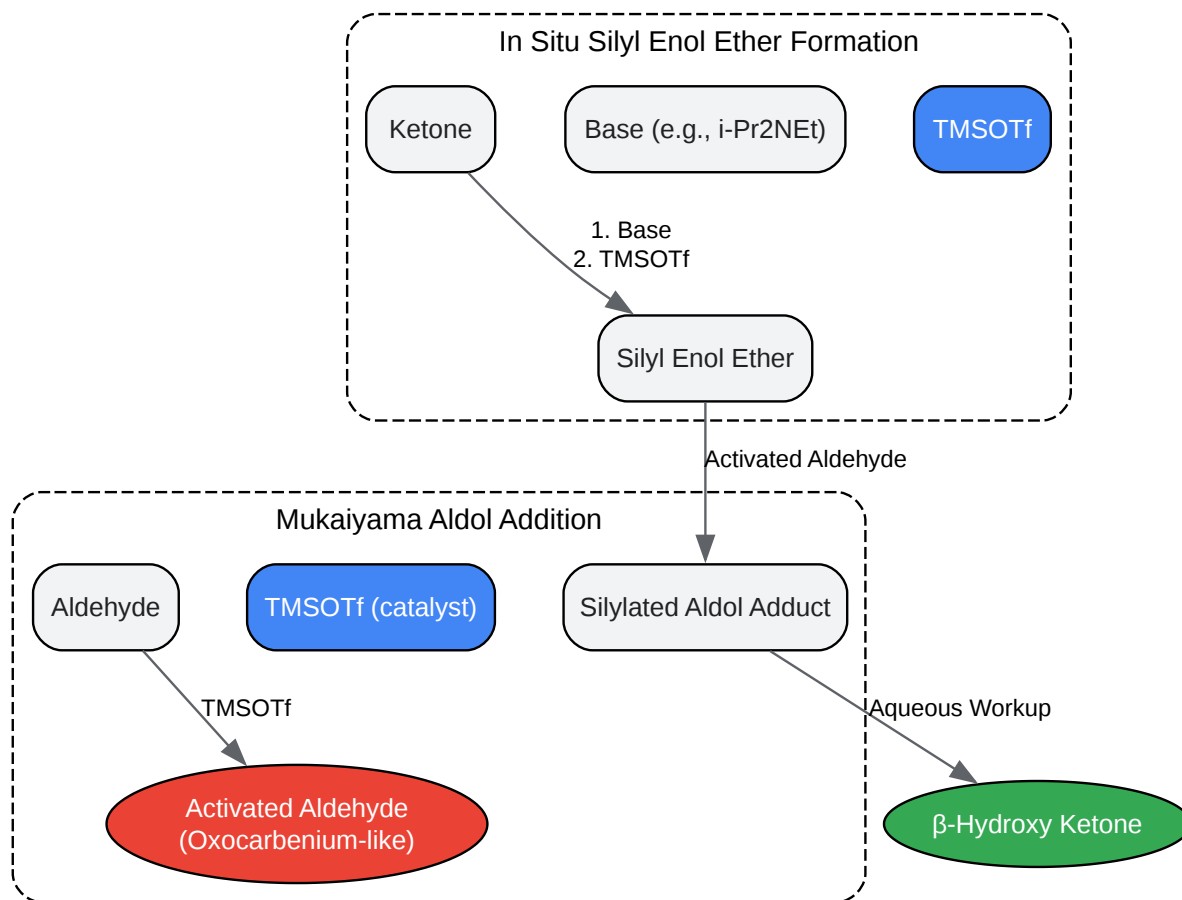 In Situ Silyl Enol Ether Formation
Ketone
Base (e.g., i-Pr2NEt)
TMSOTf
1. Base
2. TMSOTf
Silyl Enol Ether
Activated Aldehyde
Mukaiyama Aldol Addition
Aldehyde
TMSOTf (catalyst)
Silylated Aldol Adduct
TMSOTf
Aqueous Workup
Activated Aldehyde
(Oxocarbenium-like)
β-Hydroxy Ketone